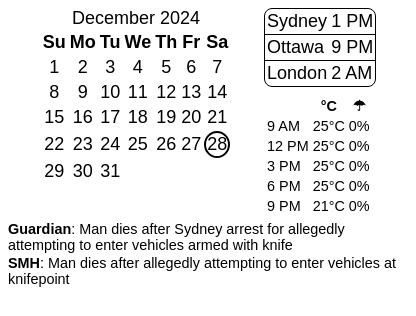 December 2024
Su Mo Tu We Th Fr Sa
1 2 3 4 5 6 7
8 9 10 11 12 13 14
15 16 17 18 19 20 21
22 23 24 25 26 27 28
29 30 31
Sydney 1 PM
Ottawa 9 PM
London 2 AM
°C ☂
9 AM 25°C 0%
12 PM 25°C 0%
3 PM 25°C 0%
6 PM 25°C 0%
9 PM 21°C 0%
Guardian: Man dies after Sydney arrest for allegedly
attempting to enter vehicles armed with knife
SMH: Man dies after allegedly attempting to enter vehicles at
knifepoint